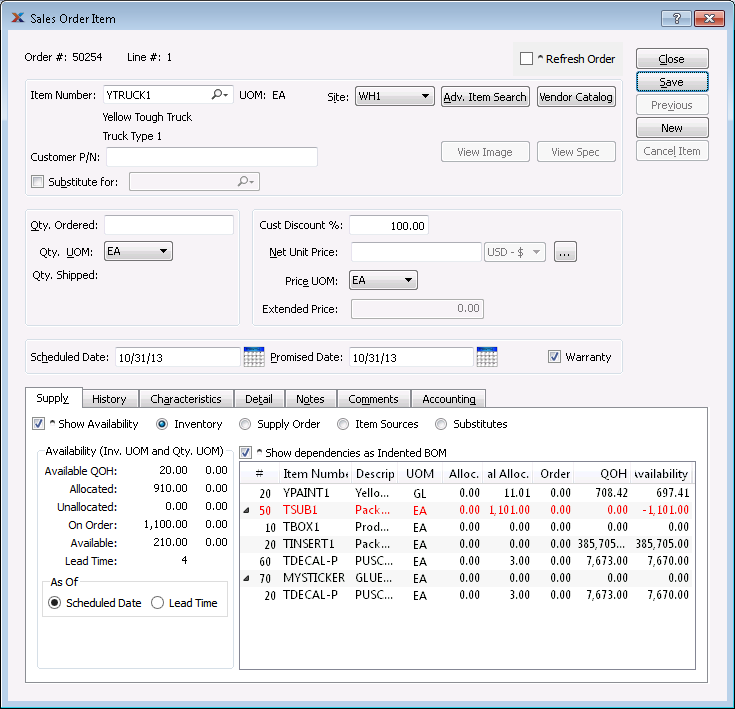 Sales Order Item
Order #: 50254 Line #: 1
^ Refresh Order
Close
Save
Previous
New
Cancel Item
Item Number: YTRUCK1 UOM: EA Site: WH1 Adv. Item Search Vendor Catalog
Yellow Tough Truck
Truck Type 1
Customer P/N: View Image View Spec
Substitute for:
Qty. Ordered:
Qty. UOM: EA
Qty. Shipped:
Cust Discount %: 100.00
Net Unit Price: USD - $ ...
Price UOM: EA
Extended Price: 0.00
Scheduled Date: 10/31/13 Promised Date: 10/31/13 Warranty
Supply History Characteristics Detail Notes Comments Accounting
^ Show Availability Inventory Supply Order Item Sources Substitutes
Availability (Inv. UOM and Qty. UOM)
Available QOH: 20.00 0.00
Allocated: 910.00 0.00
Unallocated: 0.00 0.00
On Order: 1,100.00 0.00
Available: 210.00 0.00
Lead Time: 4
As Of
Scheduled Date Lead Time
^ Show dependencies as Indented BOM
# Item Numbe Descrip UOM Alloc. al Alloc. Order QOH vailability
20 YPAINT1 Yello... GL 0.00 11.01 0.00 708.42 697.41
50 TSUB1 Pack... EA 0.00 1,101.00 0.00 0.00 -1,101.00
10 TBOX1 Prod... EA 0.00 0.00 0.00 0.00 0.00
20 TINSERT1 Pack... EA 0.00 0.00 0.00 385,705... 385,705.00
60 TDECAL-P PUSC... EA 0.00 3.00 0.00 7,673.00 7,670.00
70 MYSTICKER GLUE... EA 0.00 0.00 0.00 0.00 0.00
20 TDECAL-P PUSC... EA 0.00 3.00 0.00 7,673.00 7,670.00